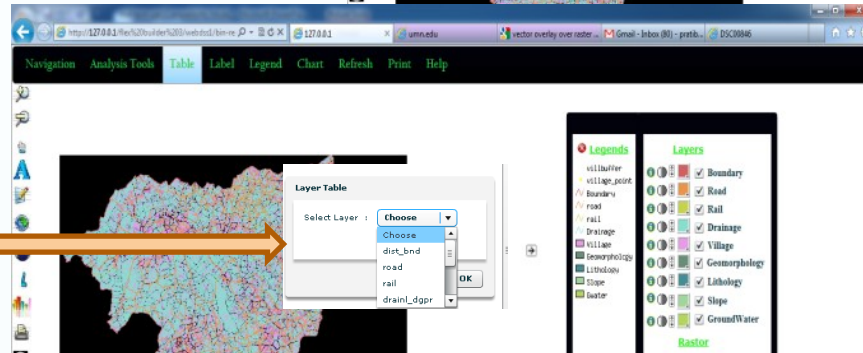 http://127.0.0.1/flex%20builder%203/webdss1/bin-re
127.0.0.1
umn.edu
vector overlay over raster ...
Gmail - Inbox (80) - pratib...
DSC00846
Navigation Analysis Tools Table Label Legend Chart Refresh Print Help
Layer Table
Select Layer : Choose
Choose
dist_bnd
road
rail
drainl_dgpr
OK
Legends
villbuffer
village_point
Boundary
road
rail
Drainage
Village
Geomorphology
Lithology
Slope
Gwater
Layers
Boundary
Road
Rail
Drainage
Village
Geomorphology
Lithology
Slope
GroundWater
Rastor